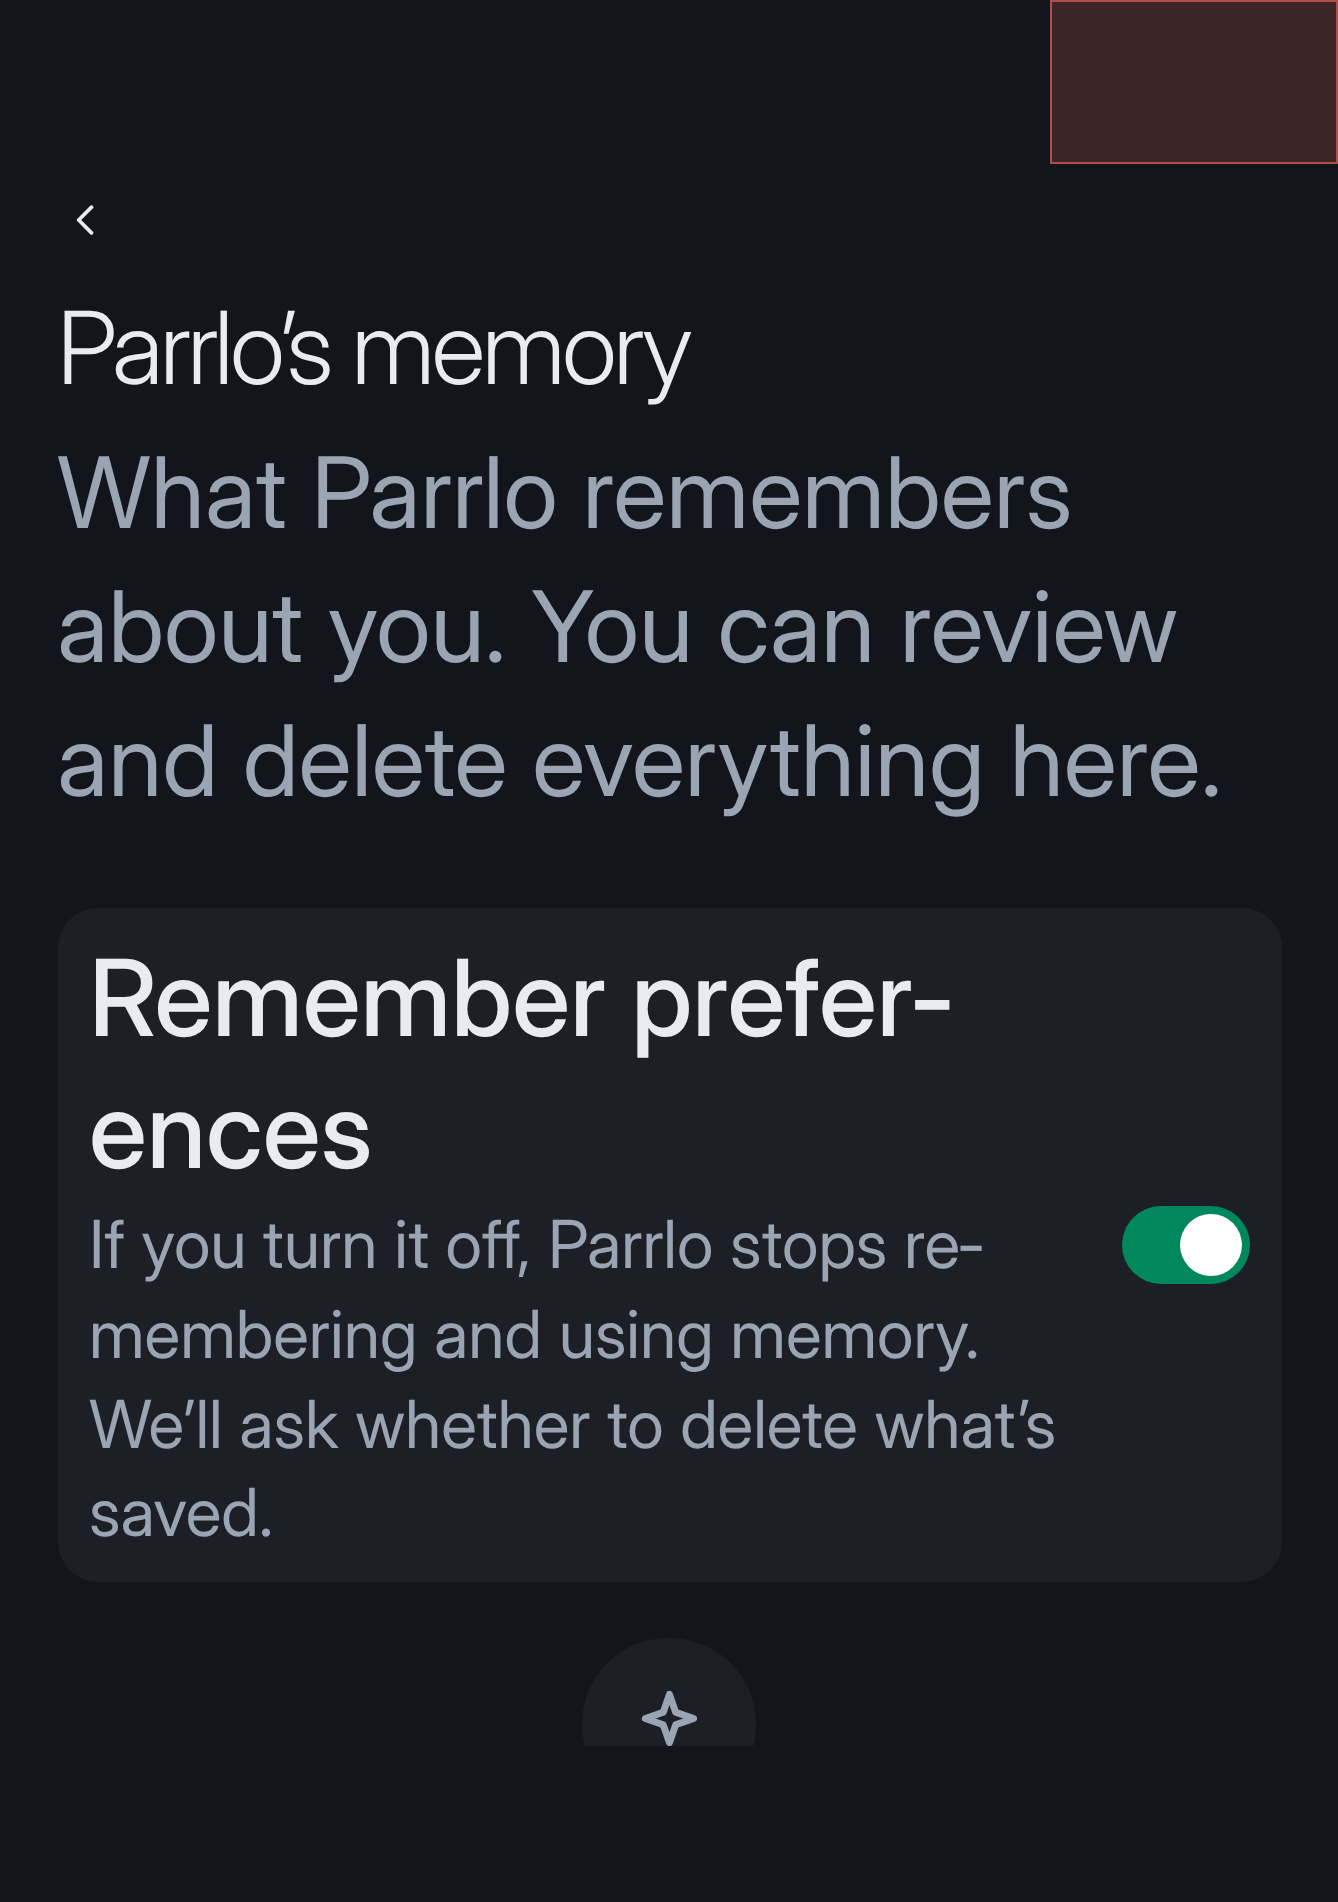 Parrlo’s memory
What Parrlo remembers
about you. You can review
and delete everything here.
Remember prefer-
ences
If you turn it off, Parrlo stops re-
membering and using memory.
We’ll ask whether to delete what’s
saved.